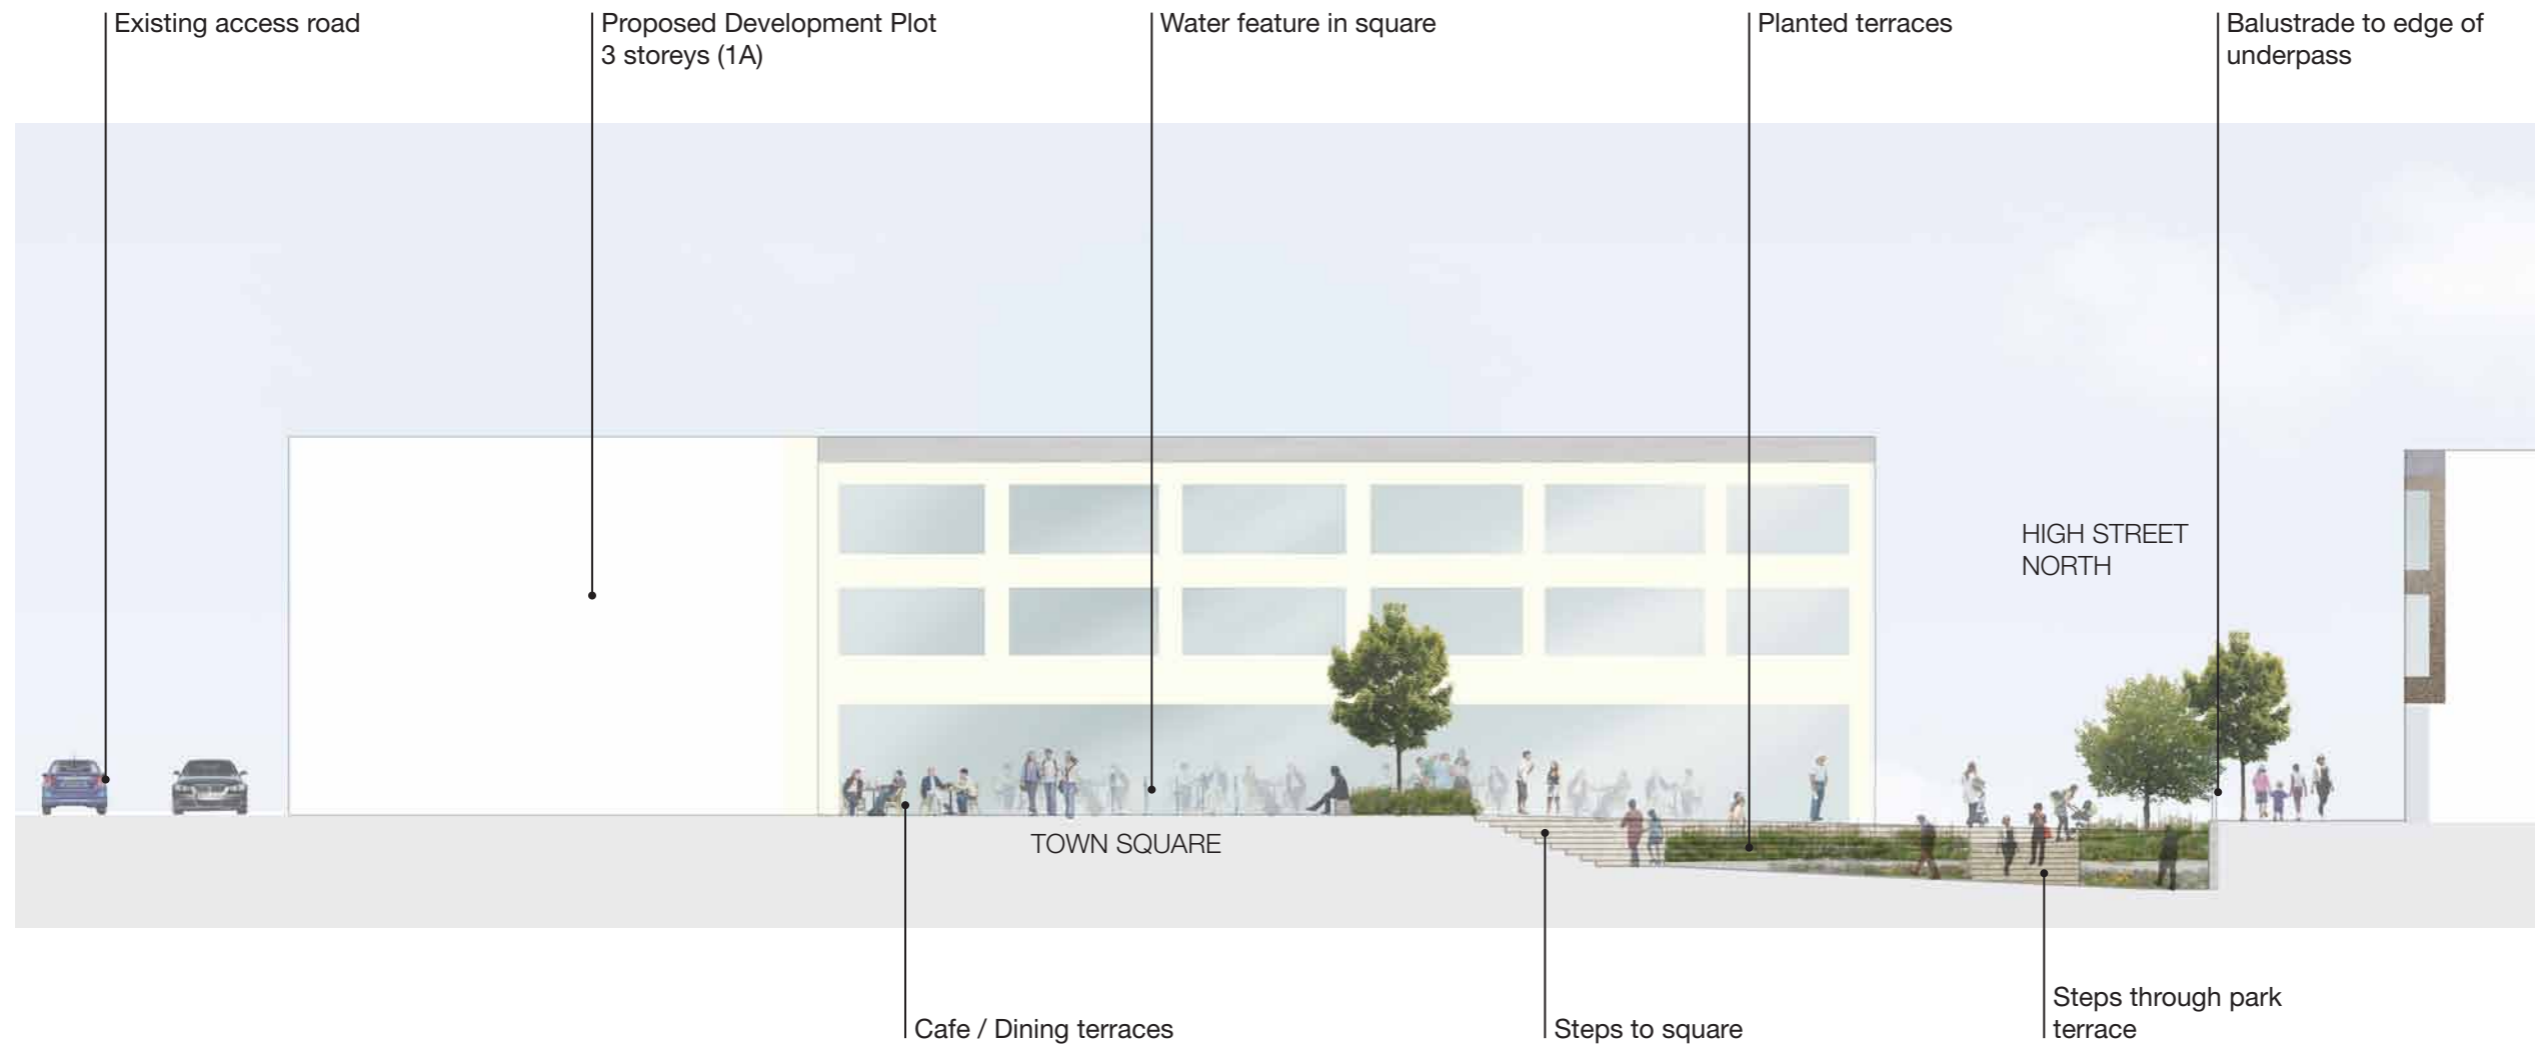 Existing access road
Proposed Development Plot
3 storeys (1A)
Water feature in square
Planted terraces
Balustrade to edge of
underpass
HIGH STREET
NORTH
TOWN SQUARE
Cafe / Dining terraces
Steps to square
Steps through park
terrace